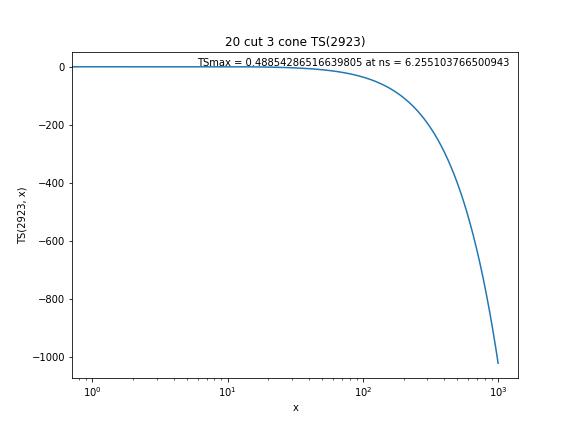 20 cut 3 cone TS(2923)
TSmax = 0.48854286516639805 at ns = 6.255103766500943
0
−200
−400
−600
−800
−1000
TS(2923, x)
10⁰
10¹
10²
10³
x